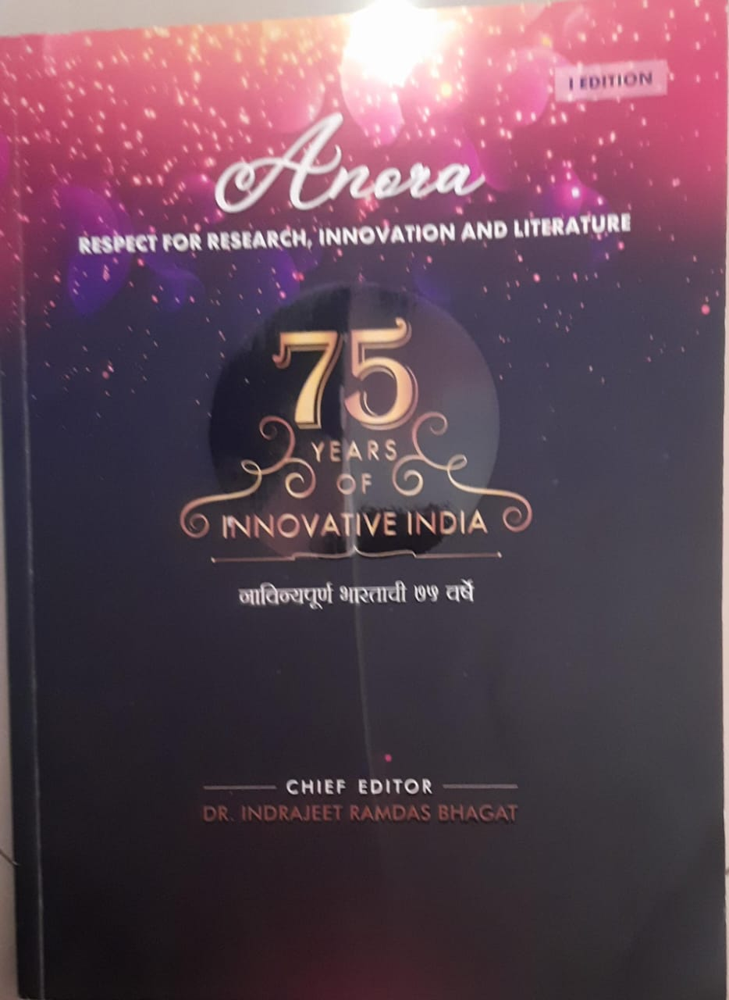 I EDITION
Anora
RESPECT FOR RESEARCH, INNOVATION AND LITERATURE
75
YEARS
OF
INNOVATIVE INDIA
नाविन्यपूर्ण भारताची ७५ वर्षे
CHIEF EDITOR
DR. INDRAJEET RAMDAS BHAGAT